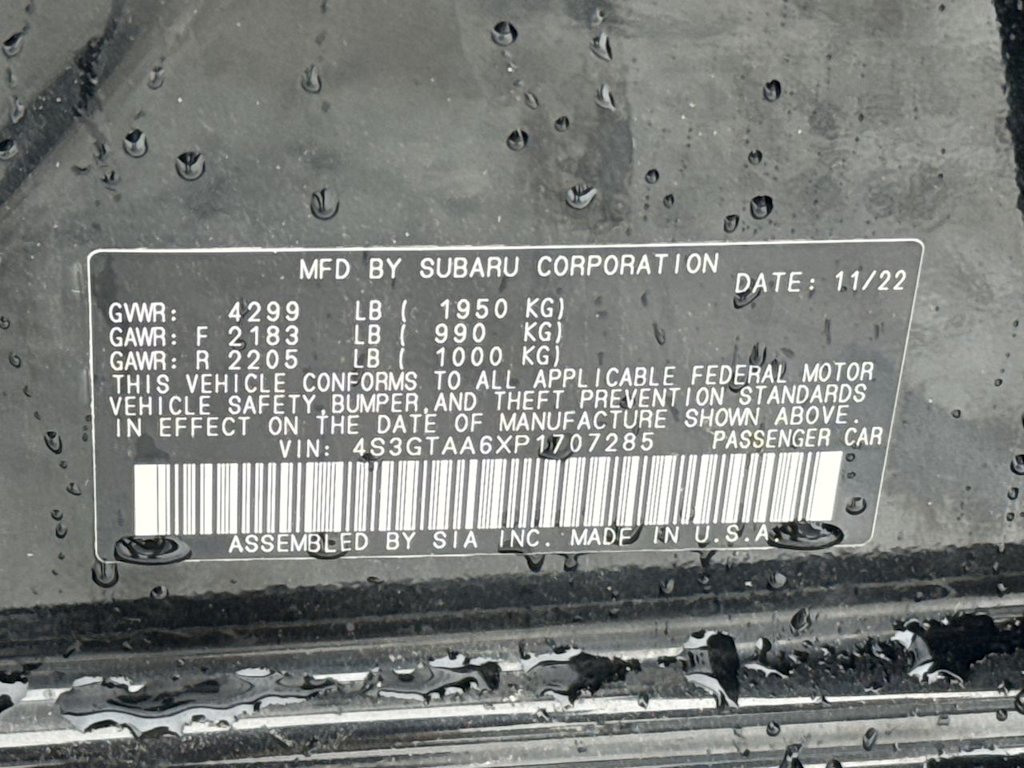 MFD BY SUBARU CORPORATION
DATE: 11/22
GVWR: 4299 LB ( 1950 KG)
GAWR: F 2183 LB ( 990 KG)
GAWR: R 2205 LB ( 1000 KG)
THIS VEHICLE CONFORMS TO ALL APPLICABLE FEDERAL MOTOR
VEHICLE SAFETY,BUMPER,AND THEFT PREVENTION STANDARDS
IN EFFECT ON THE DATE OF MANUFACTURE SHOWN ABOVE.
VIN: 4S3GTAA6XP1707285 PASSENGER CAR
ASSEMBLED BY SIA INC. MADE IN U.S.A.